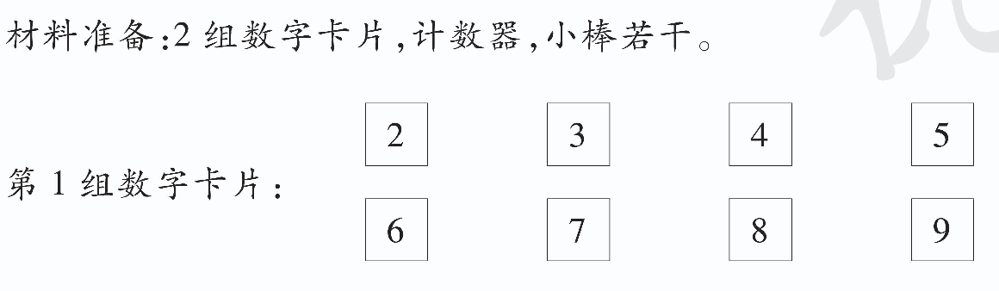 材料准备:2 组数字卡片,计数器,小棒若干。
2 3 4 5
第 1 组数字卡片:
6 7 8 9